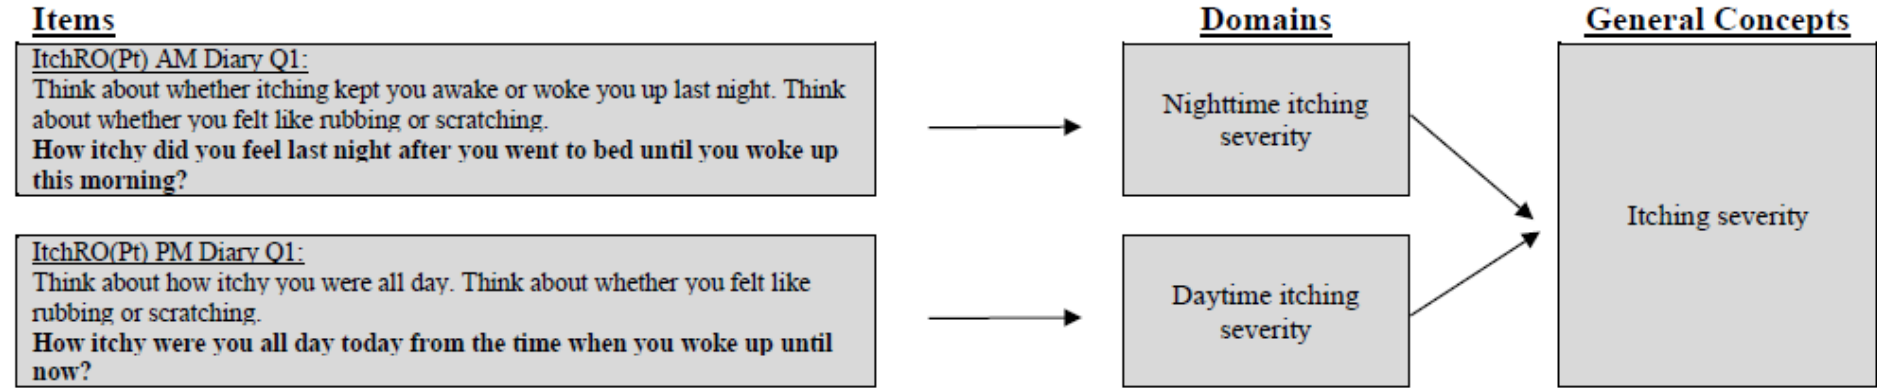 Items
Domains
General Concepts
ItchRO(Pt) AM Diary Q1:
Think about whether itching kept you awake or woke you up last night. Think
about whether you felt like rubbing or scratching.
How itchy did you feel last night after you went to bed until you woke up
this morning?
Nighttime itching
severity
Itching severity
ItchRO(Pt) PM Diary Q1:
Think about how itchy you were all day. Think about whether you felt like
rubbing or scratching.
How itchy were you all day today from the time when you woke up until
now?
Daytime itching
severity